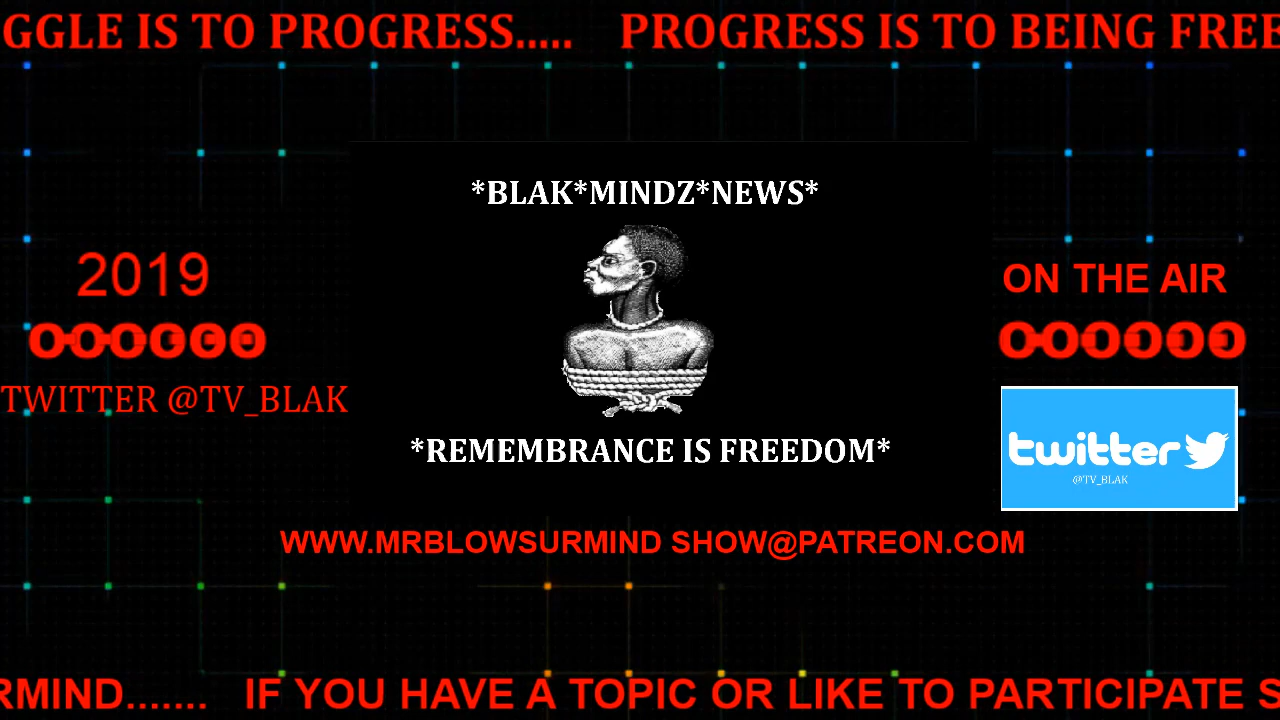 GGLE IS TO PROGRESS..... PROGRESS IS TO BEING FREE
*BLAK*MINDZ*NEWS*
2019
TWITTER @TV_BLAK
ON THE AIR
twitter
@TV_BLAK
*REMEMBRANCE IS FREEDOM*
WWW.MRBLOWSURMIND SHOW@PATREON.COM
RMIND....... IF YOU HAVE A TOPIC OR LIKE TO PARTICIPATE S